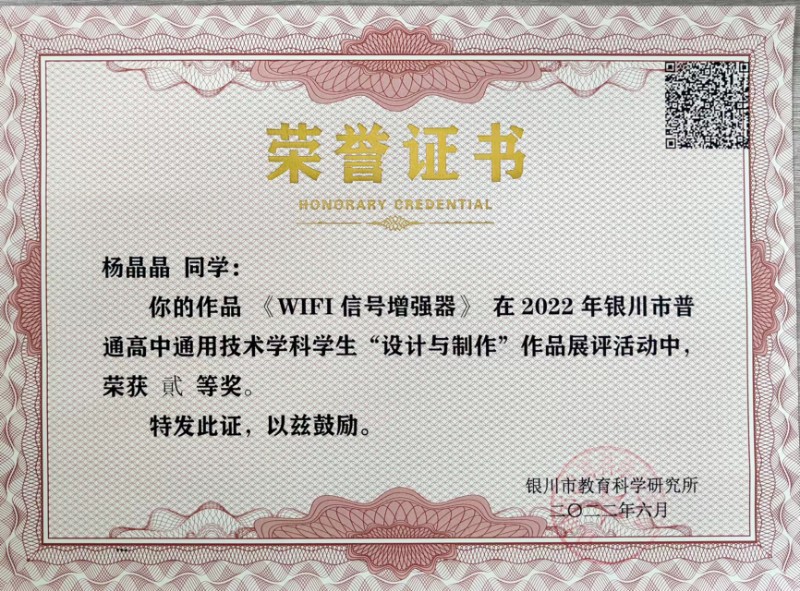 荣誉证书
HONORARY CREDENTIAL
杨晶晶 同学：
你的作品 《WIFI 信号增强器》 在 2022 年银川市普
通高中通用技术学科学生“设计与制作”作品展评活动中，
荣获 貳 等奖。
特发此证，以兹鼓励。
银川市教育科学研究所
二〇二二年六月